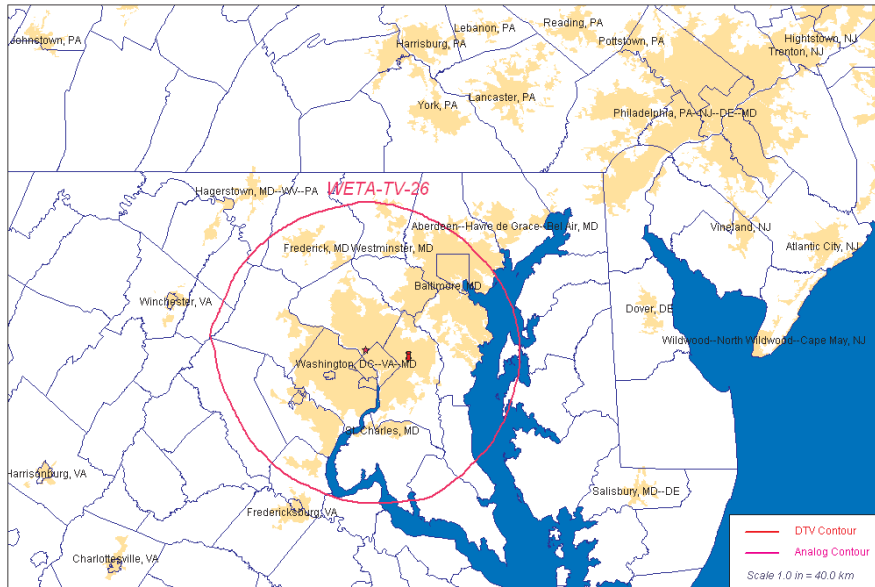 Johnstown, PA
Lebanon, PA
Reading, PA
Hightstown, NJ
Harrisburg, PA
Pottstown, PA
Trenton, NJ
York, PA
Lancaster, PA
Philadelphia, PA--NJ--DE--MD
WETA-TV-26
Hagerstown, MD--WV--PA
Aberdeen--Havre de Grace--Bel Air, MD
Vineland, NJ
Frederick, MD
Westminster, MD
Atlantic City, NJ
Baltimore, MD
Winchester, VA
Dover, DE
Wildwood--North Wildwood--Cape May, NJ
Washington, DC--VA--MD
St. Charles, MD
Harrisonburg, VA
Salisbury, MD--DE
Fredericksburg, VA
Charlottesville, VA
DTV Contour
Analog Contour
Scale 1.0 in = 40.0 km